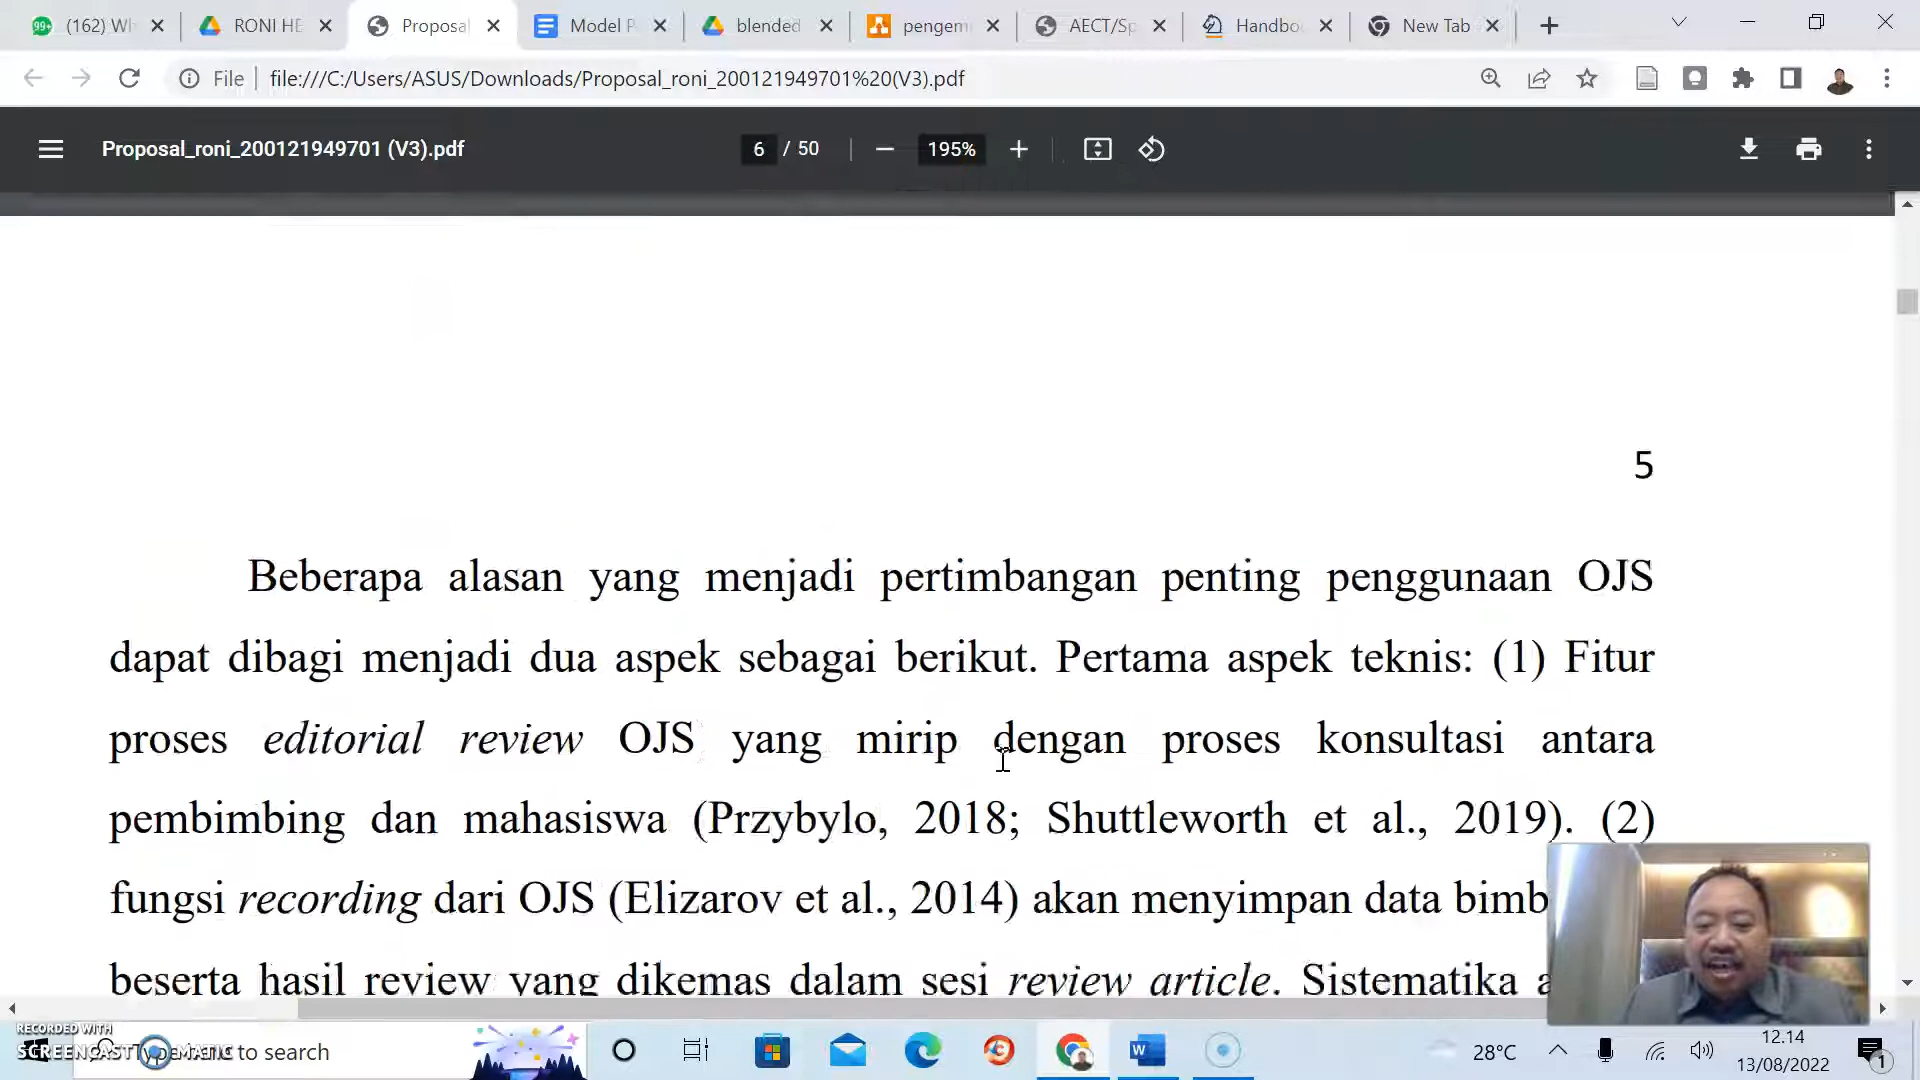 (162) Wh
RONI HE
Proposal
Model P
blended
pengem
AECT/Sp
Handbo
New Tab
File
file:///C:/Users/ASUS/Downloads/Proposal_roni_200121949701%20(V3).pdf
Proposal_roni_200121949701 (V3).pdf
6 / 50
195%
5
Beberapa alasan yang menjadi pertimbangan penting penggunaan OJS
dapat dibagi menjadi dua aspek sebagai berikut. Pertama aspek teknis: (1) Fitur
proses editorial review OJS yang mirip dengan proses konsultasi antara
pembimbing dan mahasiswa (Przybylo, 2018; Shuttleworth et al., 2019). (2)
fungsi recording dari OJS (Elizarov et al., 2014) akan menyimpan data bimb
beserta hasil review yang dikemas dalam sesi review article. Sistematika a
RECORDED WITH
SCREENCAST MATIC
to search
28°C
12.14
13/08/2022
1